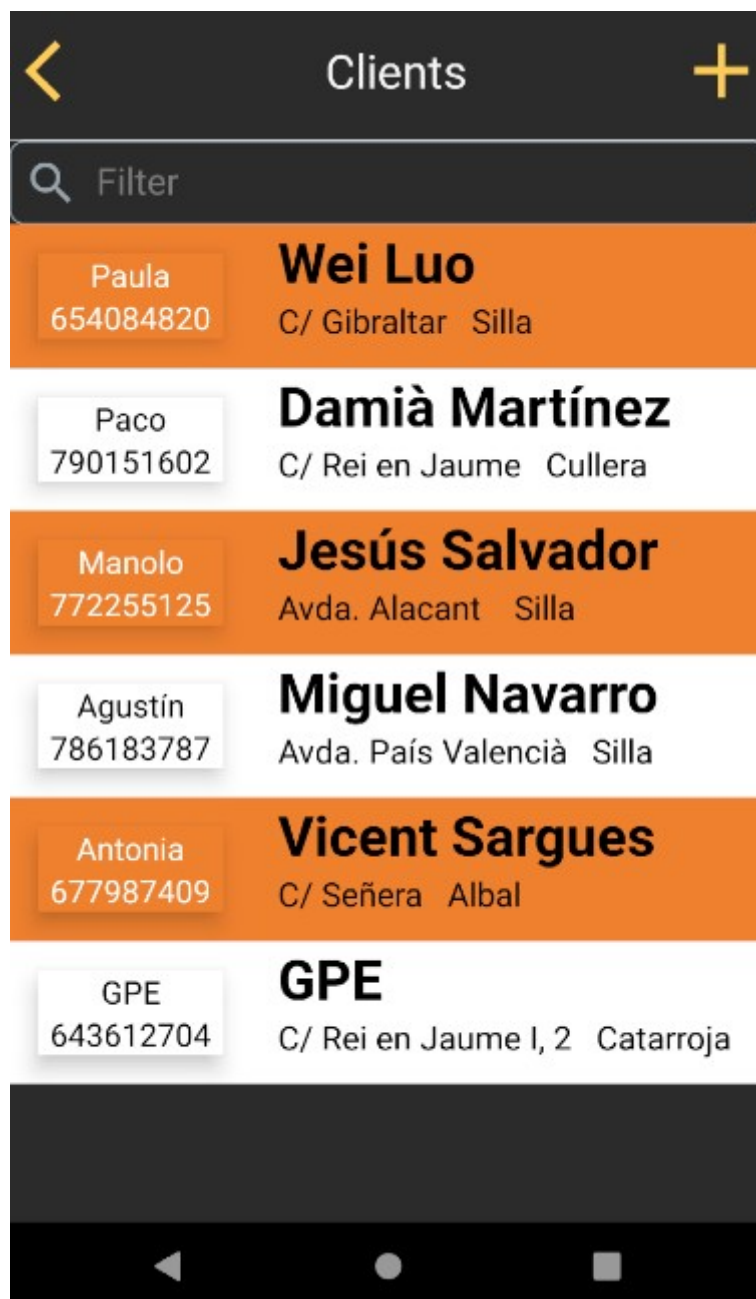 Clients
Filter
Paula
654084820
Wei Luo
C/ Gibraltar Silla
Paco
790151602
Damià Martínez
C/ Rei en Jaume Cullera
Manolo
772255125
Jesús Salvador
Avda. Alacant Silla
Agustín
786183787
Miguel Navarro
Avda. País Valencià Silla
Antonia
677987409
Vicent Sargues
C/ Señera Albal
GPE
643612704
GPE
C/ Rei en Jaume I, 2 Catarroja